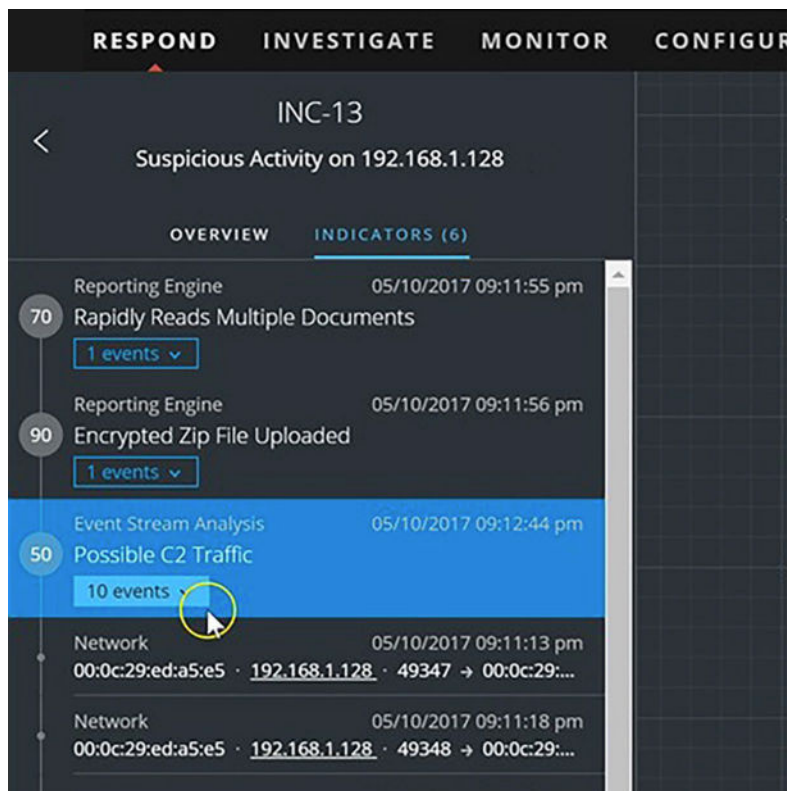 RESPOND INVESTIGATE MONITOR CONFIGUR
INC-13
Suspicious Activity on 192.168.1.128
OVERVIEW INDICATORS (6)
Reporting Engine 05/10/2017 09:11:55 pm
70 Rapidly Reads Multiple Documents
1 events
Reporting Engine 05/10/2017 09:11:56 pm
90 Encrypted Zip File Uploaded
1 events
Event Stream Analysis 05/10/2017 09:12:44 pm
50 Possible C2 Traffic
10 events
Network 05/10/2017 09:11:13 pm
00:0c:29:ed:a5:e5 · 192.168.1.128 · 49347 → 00:0c:29:...
Network 05/10/2017 09:11:18 pm
00:0c:29:ed:a5:e5 · 192.168.1.128 · 49348 → 00:0c:29:...